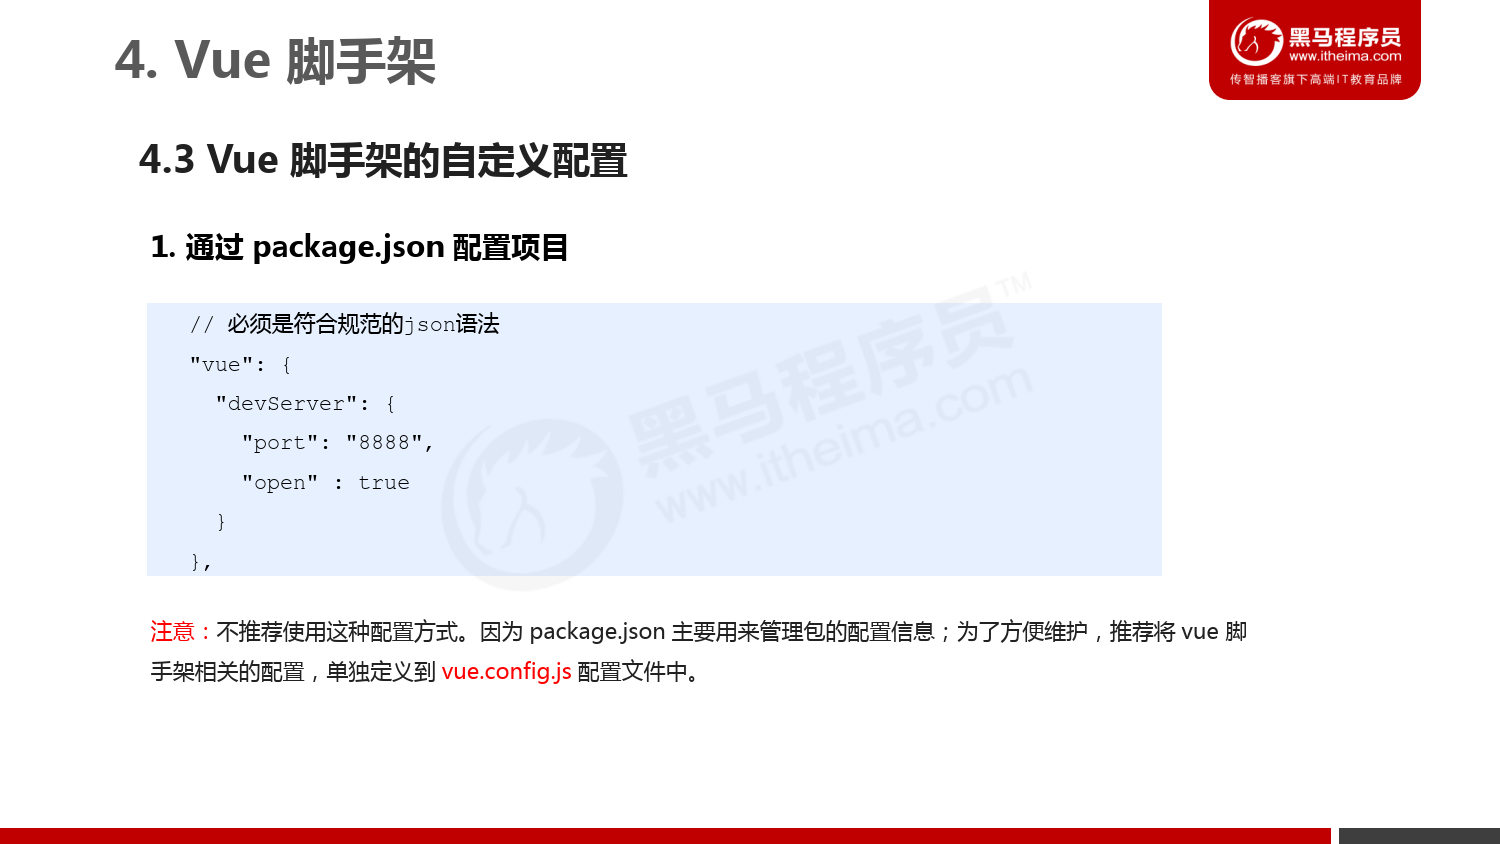 4. Vue 脚手架
黑马程序员
www.itheima.com
传智播客旗下高端IT教育品牌
4.3 Vue 脚手架的自定义配置
1. 通过 package.json 配置项目
// 必须是符合规范的json语法
"vue": {
"devServer": {
"port": "8888",
"open" : true
}
},
黑马程序员™
www.itheima.com
注意：不推荐使用这种配置方式。因为 package.json 主要用来管理包的配置信息；为了方便维护，推荐将 vue 脚
手架相关的配置，单独定义到 vue.config.js 配置文件中。